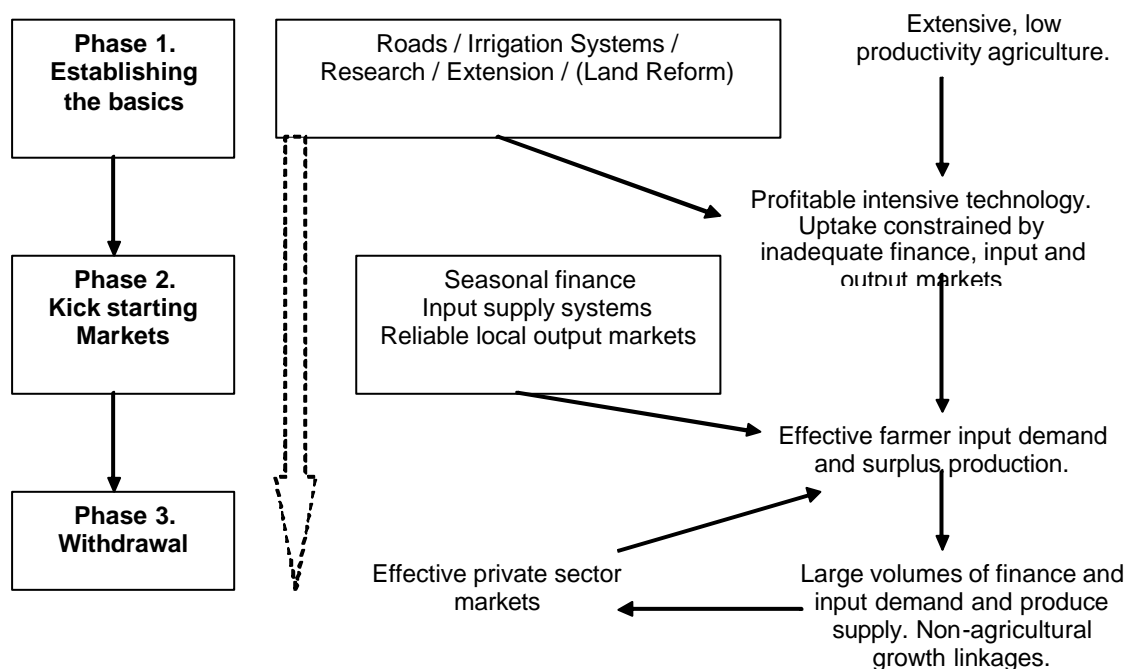 Phase 1.
Establishing
the basics
Roads / Irrigation Systems /
Research / Extension / (Land Reform)
Extensive, low
productivity agriculture.
Profitable intensive technology.
Uptake constrained by
inadequate finance, input and
output markets
Phase 2.
Kick starting
Markets
Seasonal finance
Input supply systems
Reliable local output markets
Effective farmer input demand
and surplus production.
Phase 3.
Withdrawal
Effective private sector
markets
Large volumes of finance and
input demand and produce
supply. Non-agricultural
growth linkages.